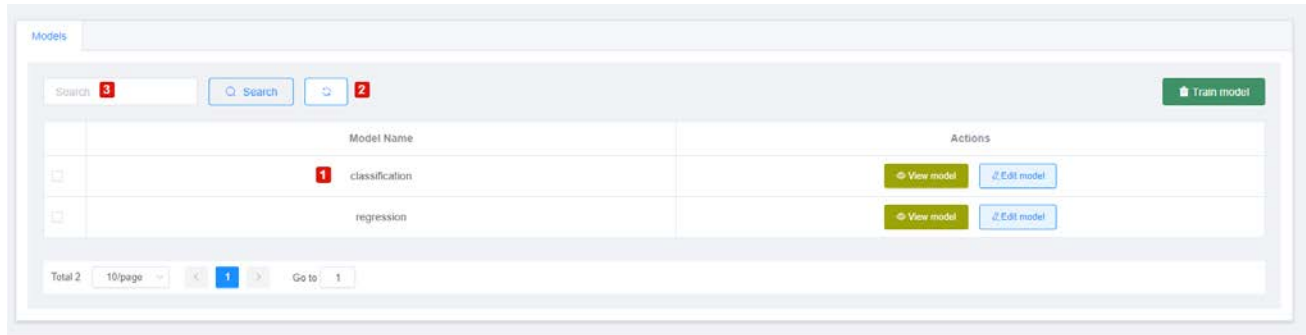 Models
Search 3 Search 2 Train model
Model Name Actions
1 classification View model Edit model
regression View model Edit model
Total 2 10/page < 1 > Go to 1